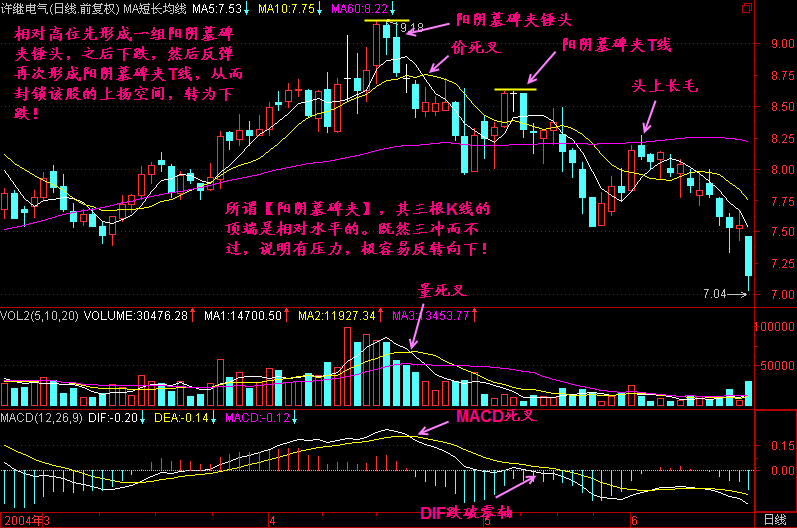 许继电气(日线.前复权) MA短长均线 MA5:7.53↓ MA10:7.75↓ MA60:8.22↓
9.18
阳阴墓碑夹锤头
相对高位先形成一组阳阴墓碑
夹锤头，之后下跌，然后反弹
再次形成阳阴墓碑夹T线，从而
封锁该股的上扬空间，转为下
跌！
价死叉
阳阴墓碑夹T线
头上长毛
9.00
8.75
8.50
8.25
8.00
7.75
7.50
7.25
7.00
所谓【阳阴墓碑夹】，其三根K线的
顶端是相对水平的。既然三冲而不
过，说明有压力，极容易反转向下！
7.04
量死叉
VOL2(5,10,20) VOLUME:30476.28↑ MA1:14700.50↑ MA2:11927.34↑ MA3:13453.77↑
100000
50000
MACD(12,26,9) DIF:-0.20↓ DEA:-0.14↓ MACD:-0.12↓
MACD死叉
0.15
0.00
DIF跌破零轴
2004年3 4 5 6 日线